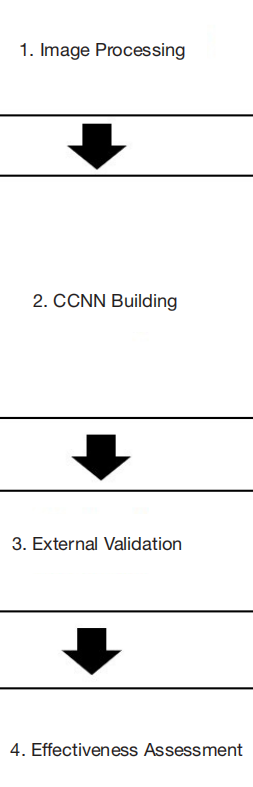 1. Image Processing
2. CCNN Building
3. External Validation
4. Effectiveness Assessment